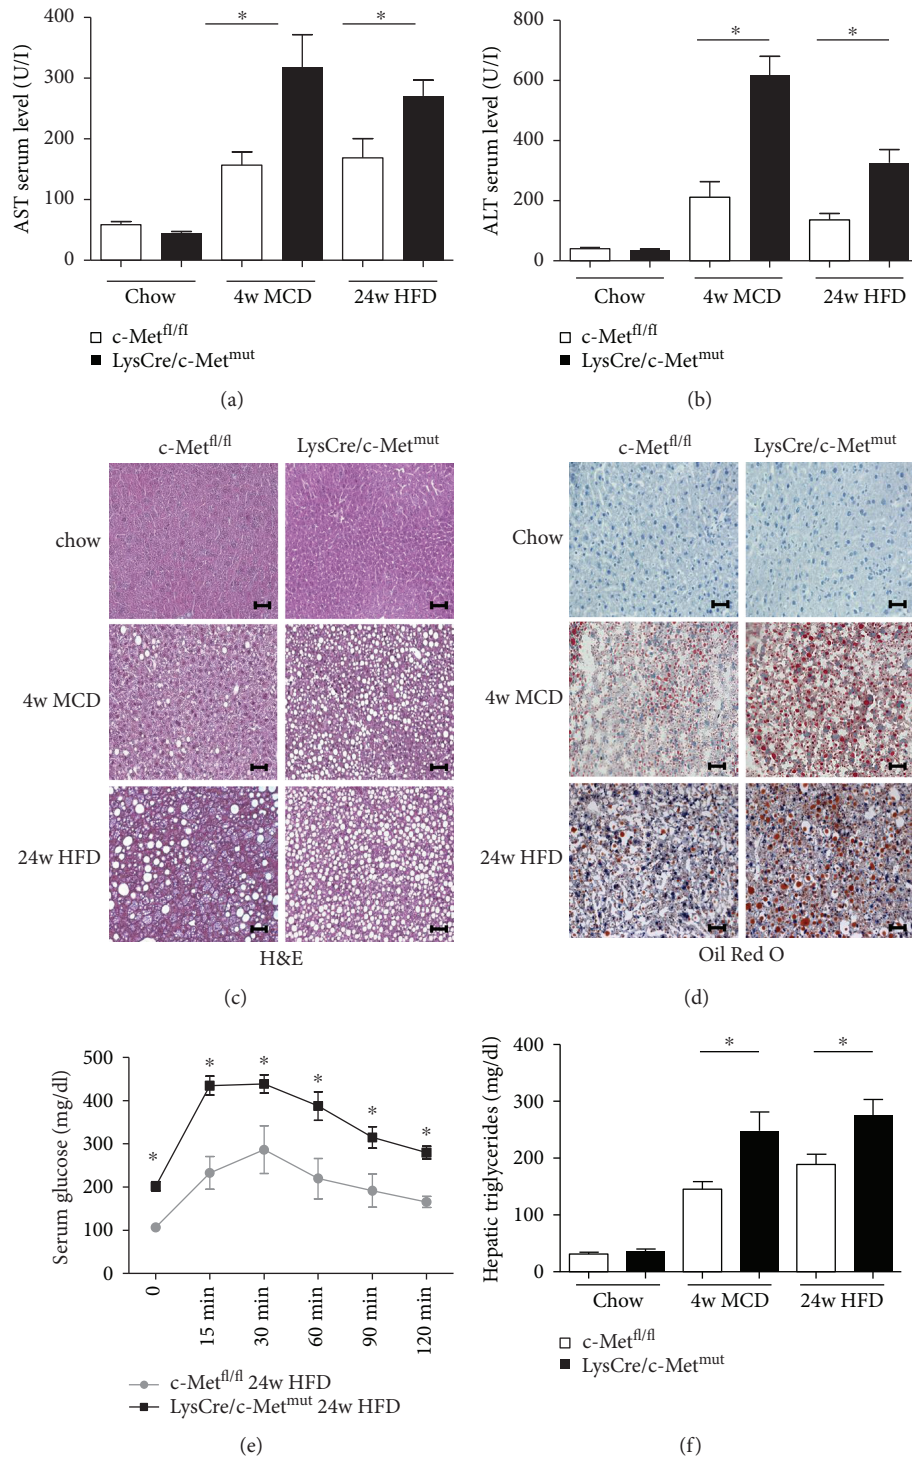 AST serum level (U/I)
400
300
200
100
0
*
*
Chow
4w MCD
24w HFD
c-Met^fl/fl
LysCre/c-Met^mut
(a)
ALT serum level (U/I)
800
600
400
200
0
*
*
Chow
4w MCD
24w HFD
c-Met^fl/fl
LysCre/c-Met^mut
(b)
c-Met^fl/fl
LysCre/c-Met^mut
chow
4w MCD
24w HFD
H&E
(c)
c-Met^fl/fl
LysCre/c-Met^mut
Chow
4w MCD
24w HFD
Oil Red O
(d)
Serum glucose (mg/dl)
500
400
300
200
100
0
*
*
*
*
*
*
0
15 min
30 min
60 min
90 min
120 min
c-Met^fl/fl 24w HFD
LysCre/c-Met^mut 24w HFD
(e)
Hepatic triglycerides (mg/dl)
400
300
200
100
0
*
*
Chow
4w MCD
24w HFD
c-Met^fl/fl
LysCre/c-Met^mut
(f)